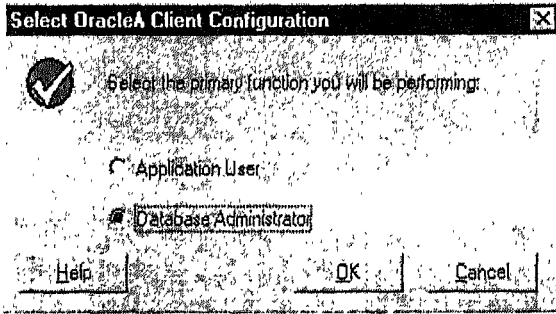 Select OracleA Client Configuration
Select the primary function you will be performing:
Application User
Database Administrator
Help OK Cancel